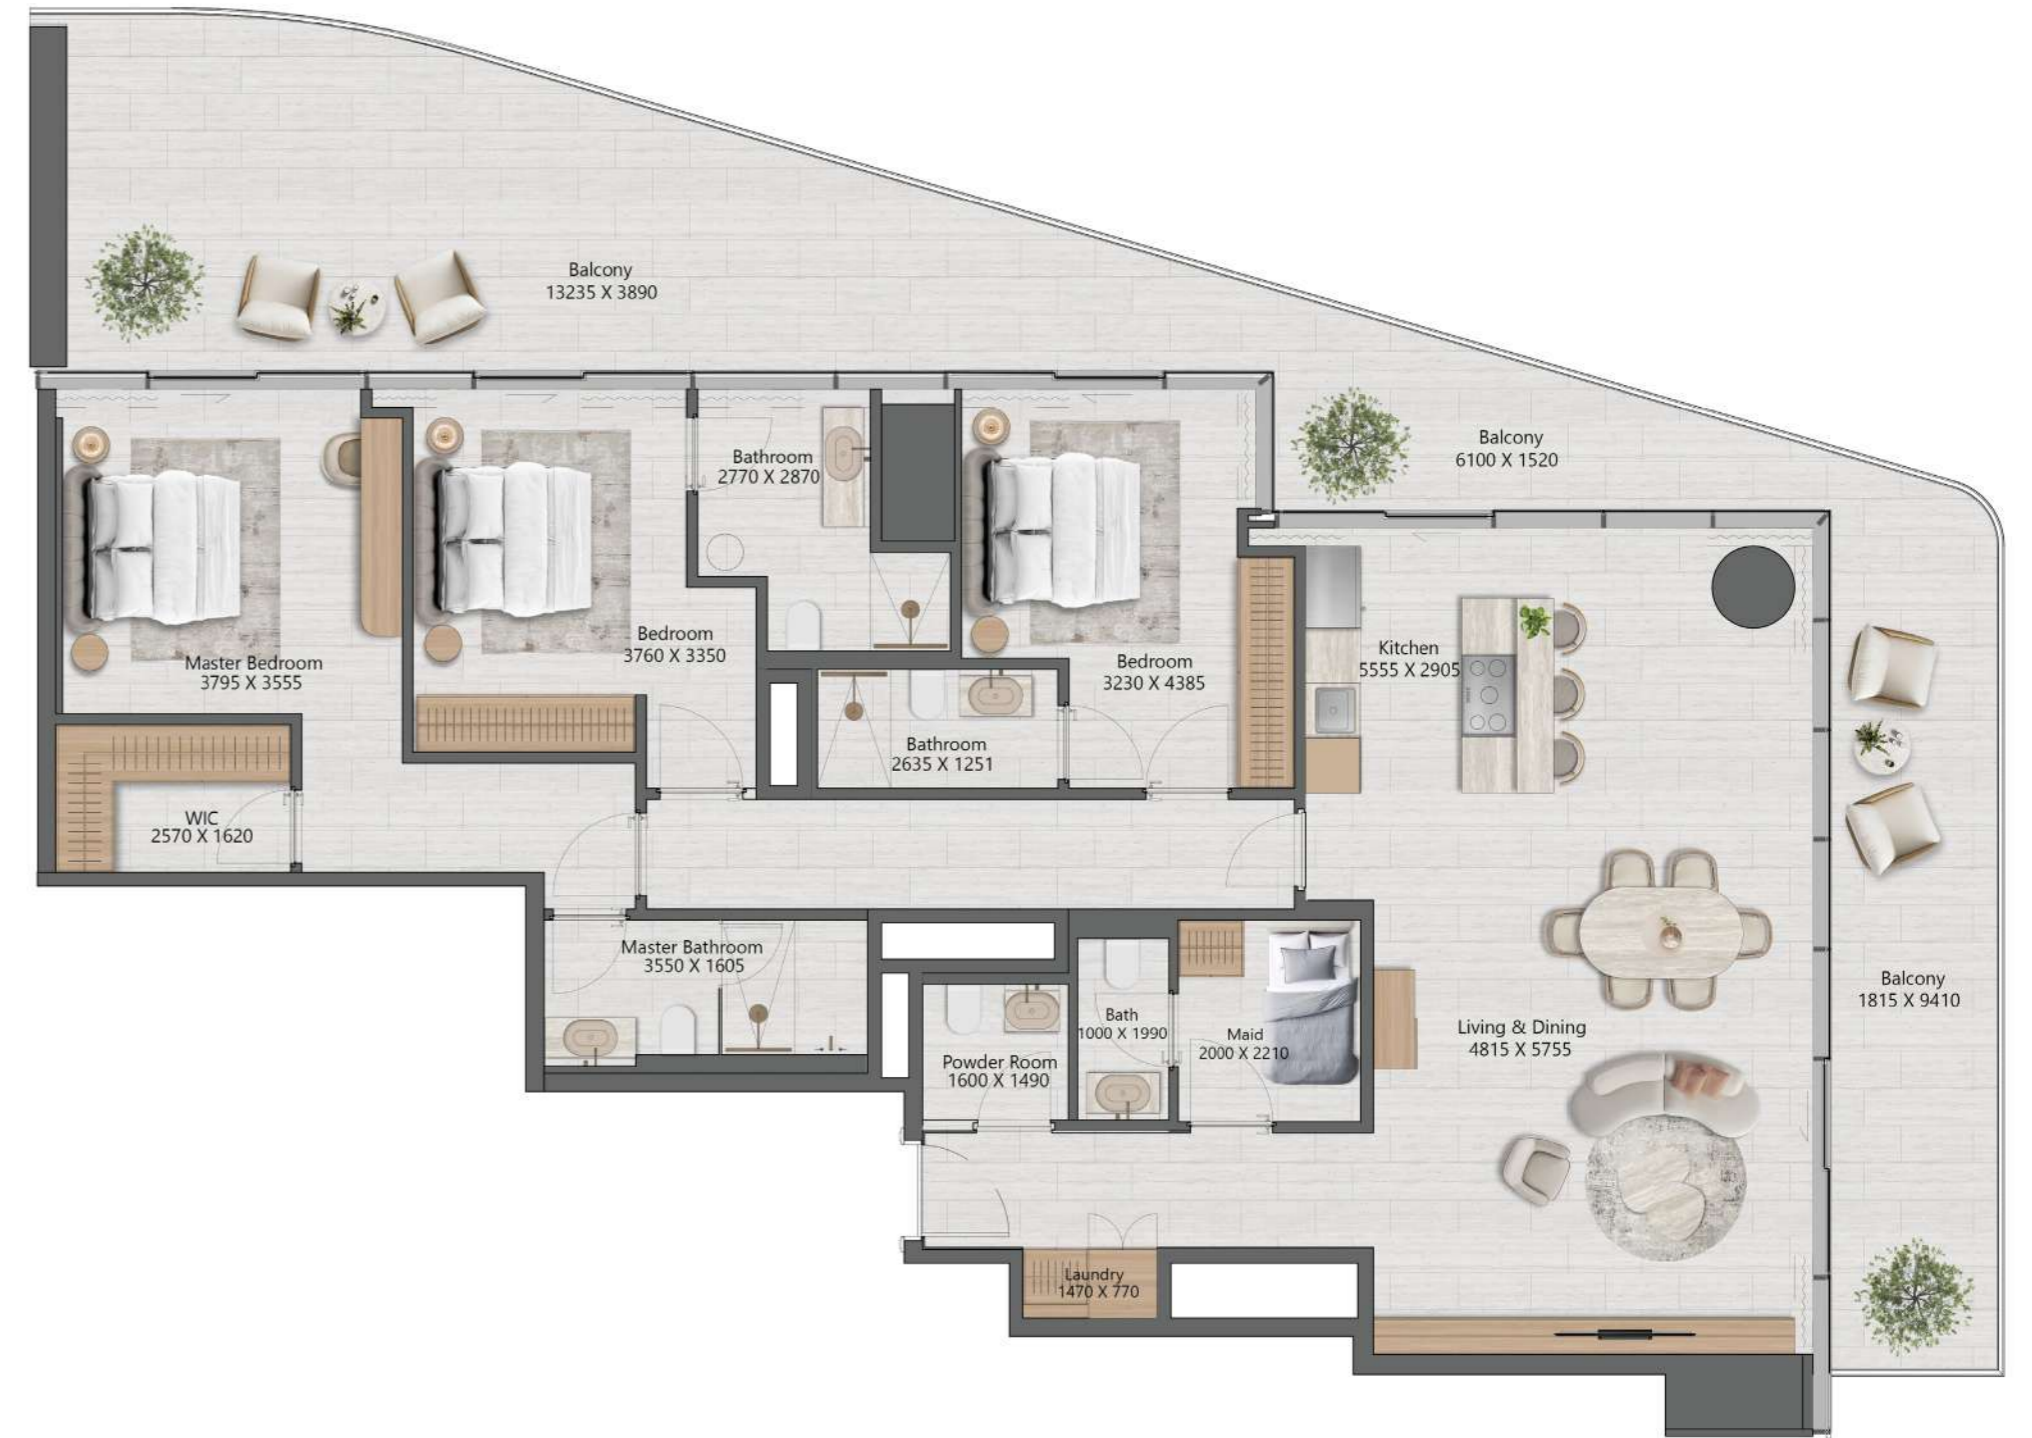 Balcony
13235 X 3890
Balcony
6100 X 1520
Bathroom
2770 X 2870
Master Bedroom
3795 X 3555
Bedroom
3760 X 3350
Bedroom
3230 X 4385
Kitchen
5555 X 2905
Bathroom
2635 X 1251
WIC
2570 X 1620
Master Bathroom
3550 X 1605
Balcony
1815 X 9410
Bath
1000 X 1990
Maid
2000 X 2210
Living & Dining
4815 X 5755
Powder Room
1600 X 1490
Laundry
1470 X 770